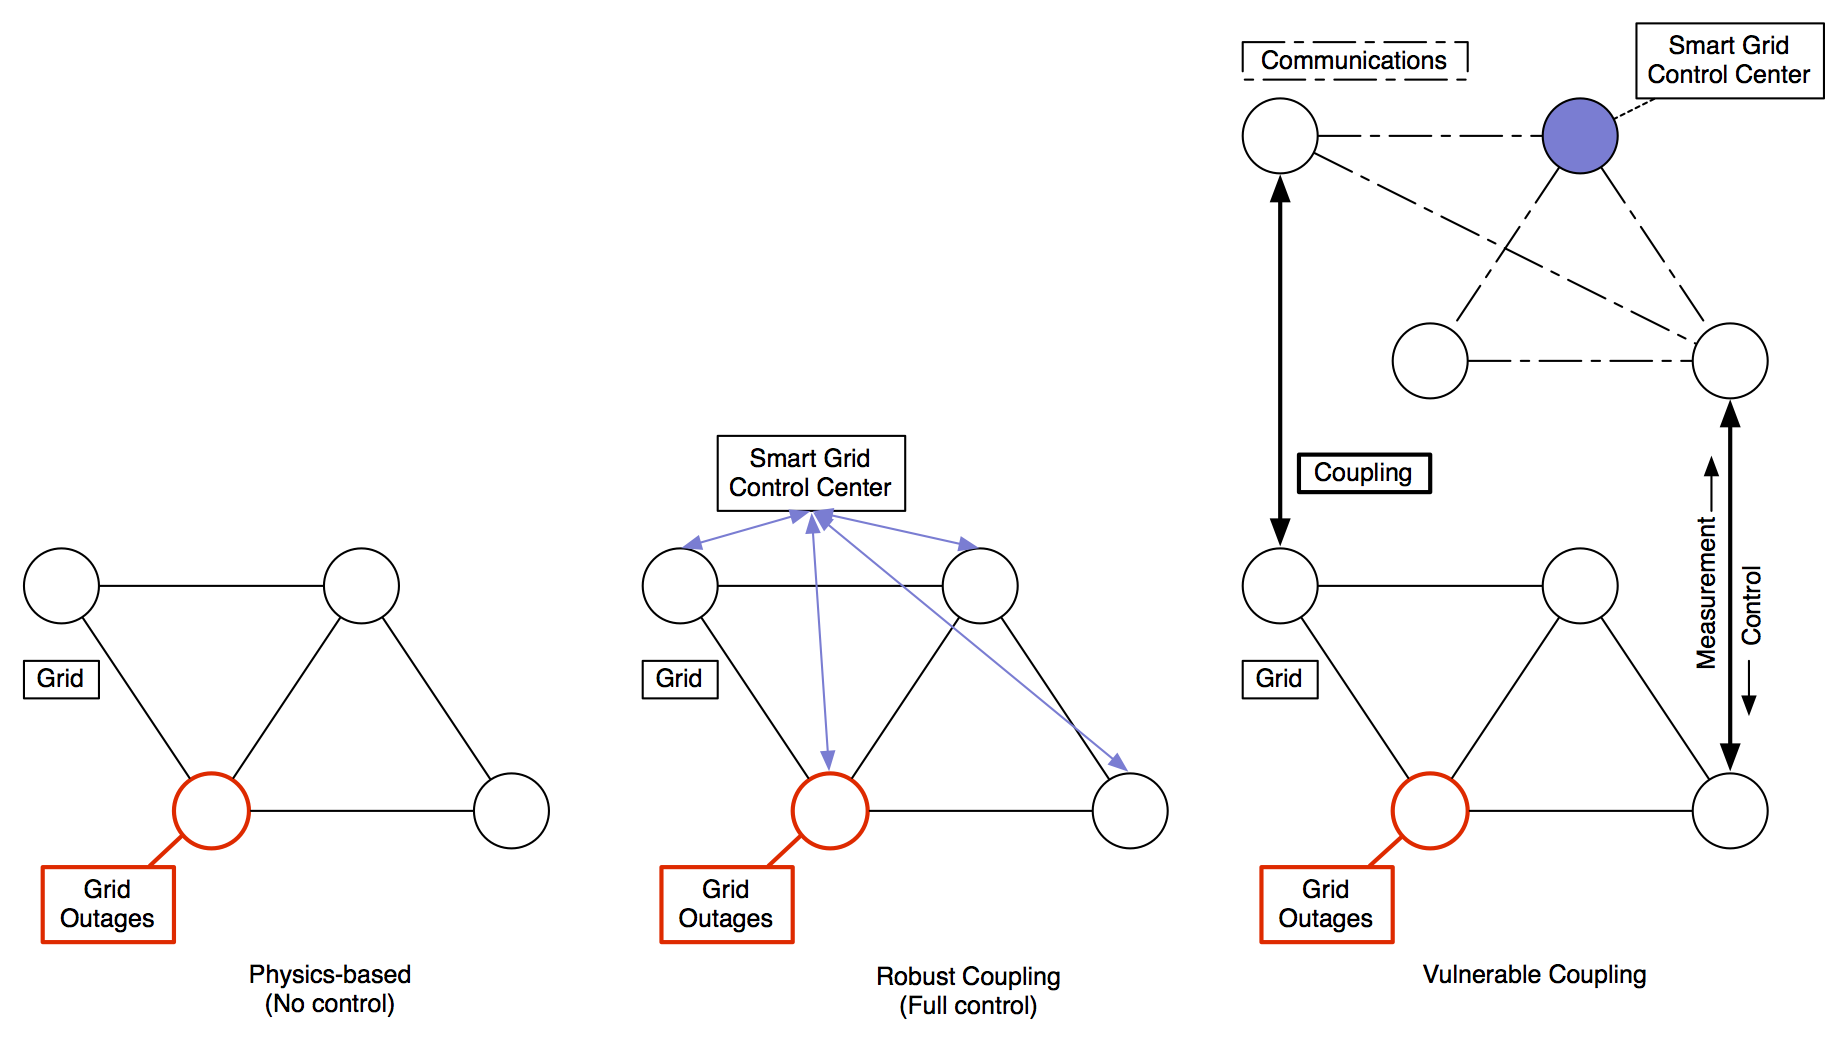 Communications
Smart Grid
Control Center
Smart Grid
Control Center
Coupling
Measurement
Control
Grid
Grid
Grid
Grid
Outages
Grid
Outages
Grid
Outages
Physics-based
(No control)
Robust Coupling
(Full control)
Vulnerable Coupling